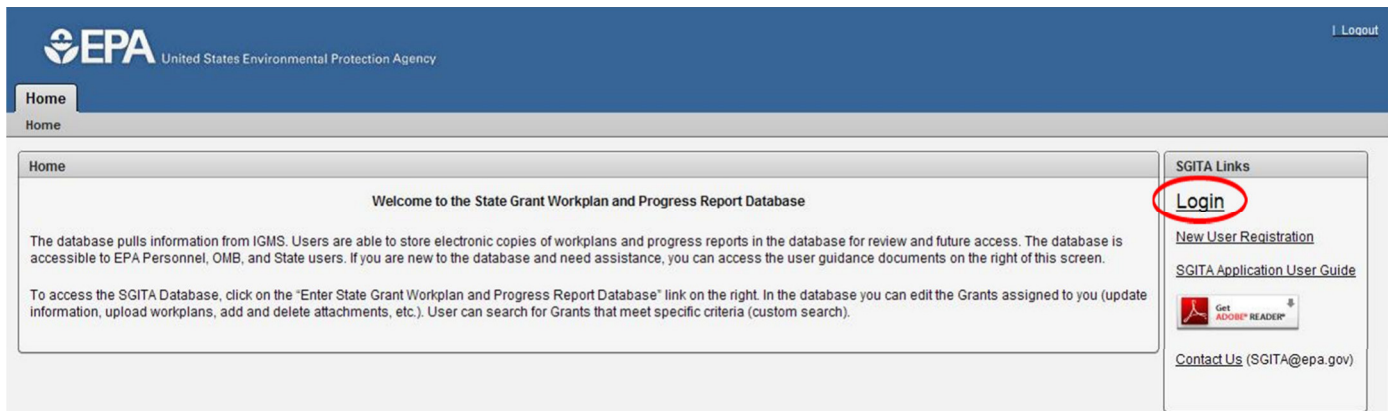 | Logout
EPA United States Environmental Protection Agency
Home
Home
Home
Welcome to the State Grant Workplan and Progress Report Database
The database pulls information from IGMS. Users are able to store electronic copies of workplans and progress reports in the database for review and future access. The database is
accessible to EPA Personnel, OMB, and State users. If you are new to the database and need assistance, you can access the user guidance documents on the right of this screen.
To access the SGITA Database, click on the “Enter State Grant Workplan and Progress Report Database” link on the right. In the database you can edit the Grants assigned to you (update
information, upload workplans, add and delete attachments, etc.). User can search for Grants that meet specific criteria (custom search).
SGITA Links
Login
New User Registration
SGITA Application User Guide
Get
ADOBE® READER®
Contact Us (SGITA@epa.gov)